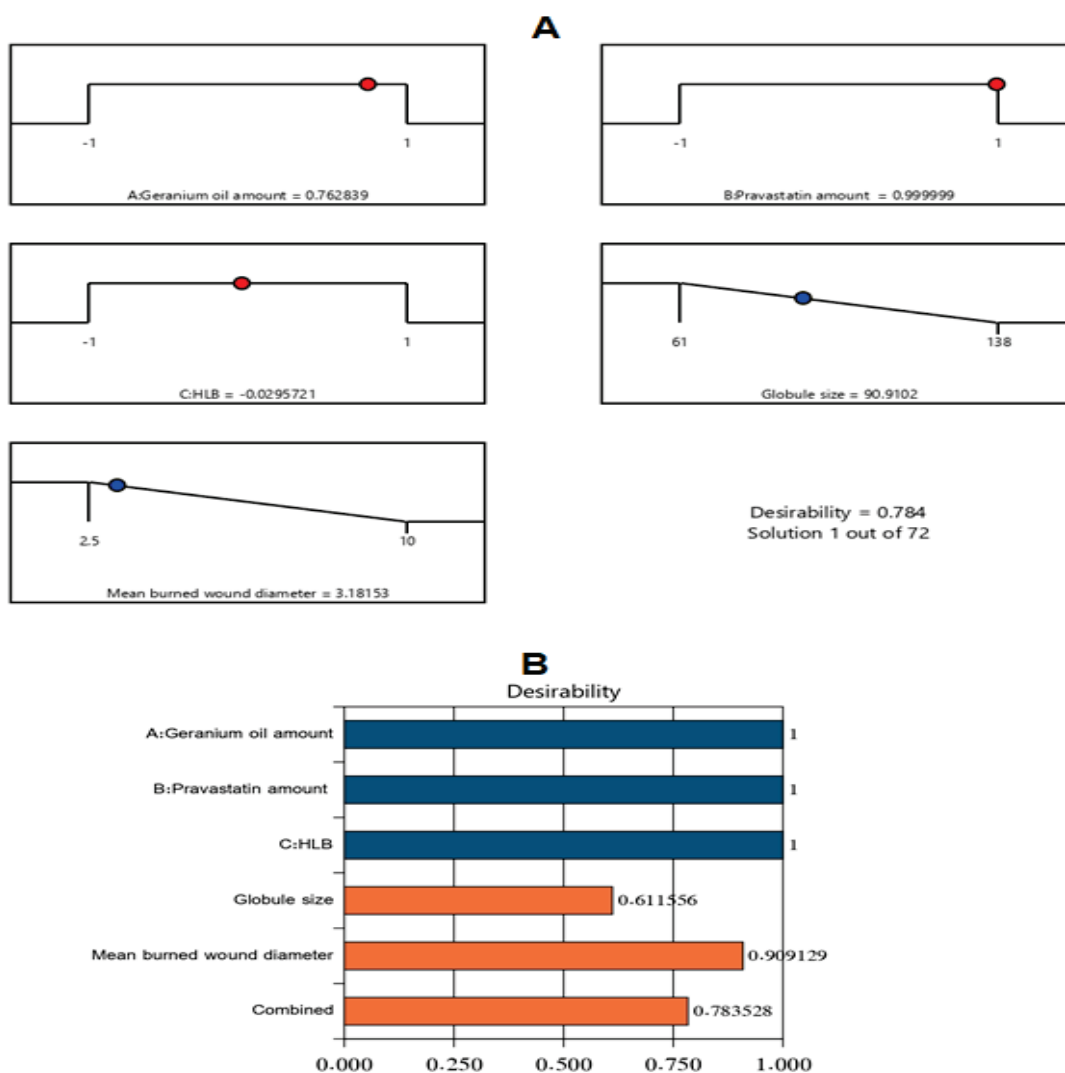 A
-1 1
A:Geranium oil amount = 0.762839
-1 1
B:Pravastatin amount = 0.999999
-1 1
C:HLB = -0.0295721
61 138
Globule size = 90.9102
2.5 10
Mean burned wound diameter = 3.18153
Desirability = 0.784
Solution 1 out of 72
B
Desirability
A:Geranium oil amount 1
B:Pravastatin amount 1
C:HLB 1
Globule size 0.611556
Mean burned wound diameter 0.909129
Combined 0.783528
0.000 0.250 0.500 0.750 1.000